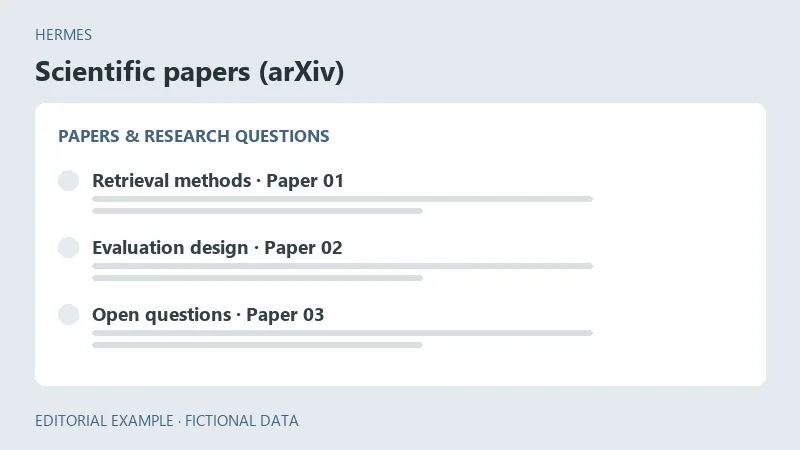 HERMES
Scientific papers (arXiv)
PAPERS & RESEARCH QUESTIONS
Retrieval methods · Paper 01
Evaluation design · Paper 02
Open questions · Paper 03
EDITORIAL EXAMPLE · FICTIONAL DATA